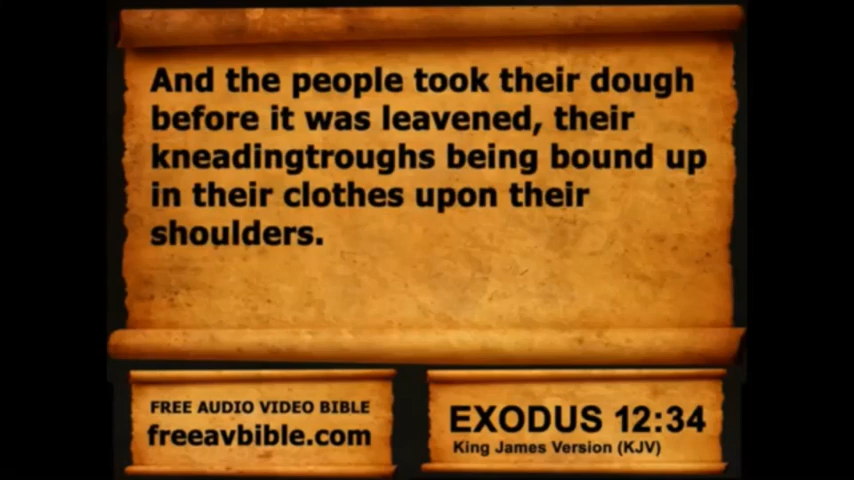 And the people took their dough
before it was leavened, their
kneadingtroughs being bound up
in their clothes upon their
shoulders.
FREE AUDIO VIDEO BIBLE
freeavbible.com
EXODUS 12:34
King James Version (KJV)